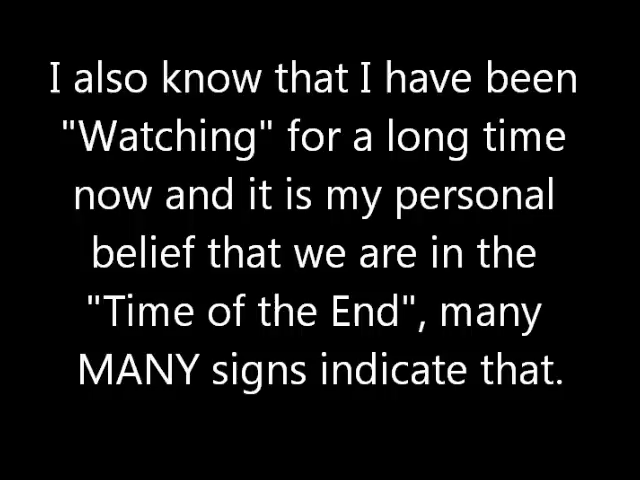 I also know that I have been
"Watching" for a long time
now and it is my personal
belief that we are in the
"Time of the End", many
MANY signs indicate that.